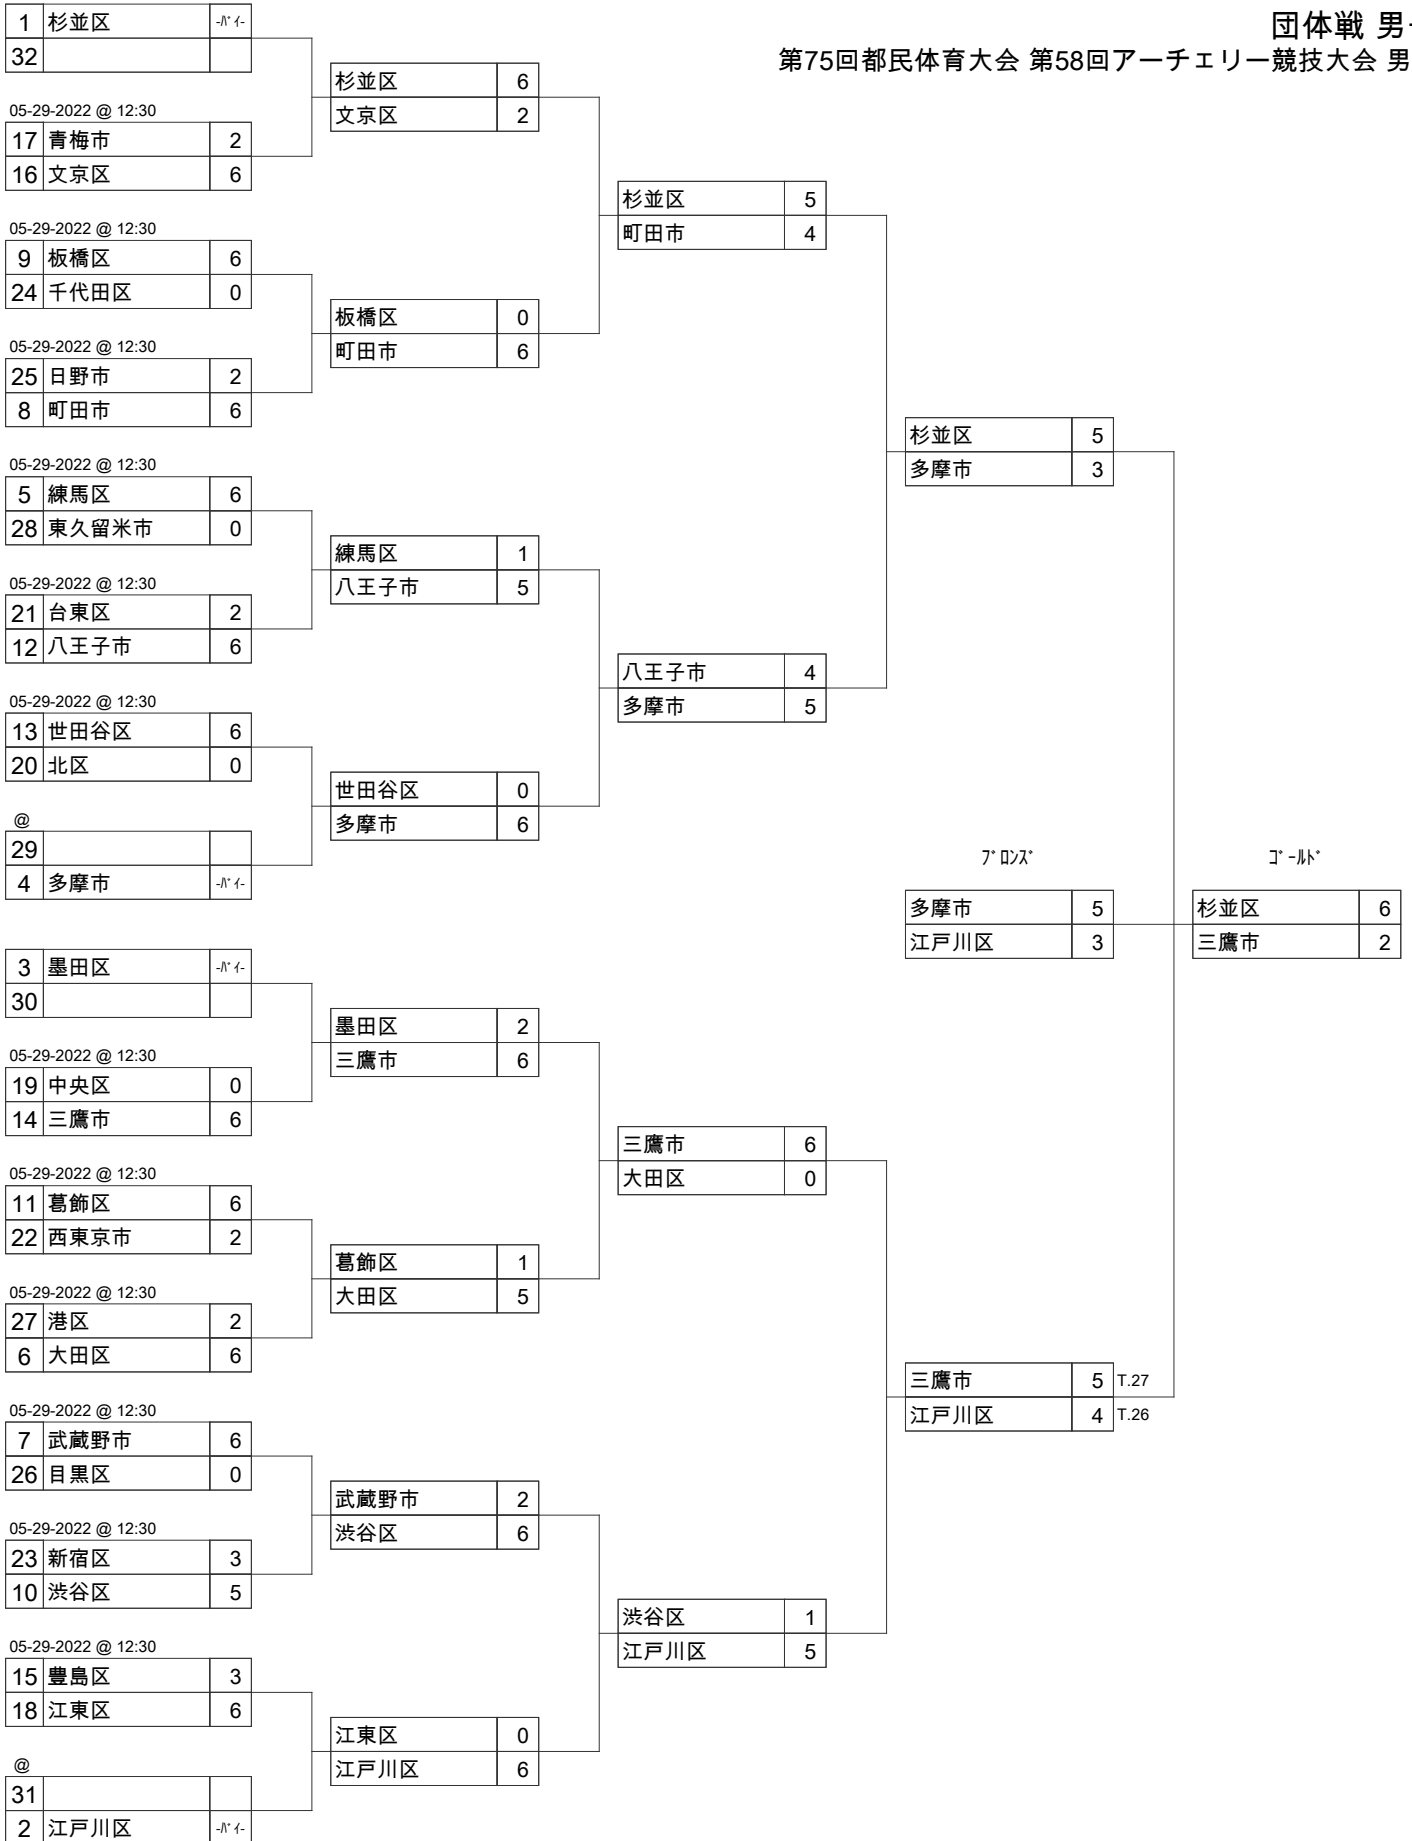 団体戦 男
第75回都民体育大会 第58回アーチェリー競技大会 男
1 杉並区 -ﾊﾞｲ-
32
05-29-2022 @ 12:30
17 青梅市 2
16 文京区 6
05-29-2022 @ 12:30
9 板橋区 6
24 千代田区 0
05-29-2022 @ 12:30
25 日野市 2
8 町田市 6
05-29-2022 @ 12:30
5 練馬区 6
28 東久留米市 0
05-29-2022 @ 12:30
21 台東区 2
12 八王子市 6
05-29-2022 @ 12:30
13 世田谷区 6
20 北区 0
@
29
4 多摩市 -ﾊﾞｲ-
3 墨田区 -ﾊﾞｲ-
30
05-29-2022 @ 12:30
19 中央区 0
14 三鷹市 6
05-29-2022 @ 12:30
11 葛飾区 6
22 西東京市 2
05-29-2022 @ 12:30
27 港区 2
6 大田区 6
05-29-2022 @ 12:30
7 武蔵野市 6
26 目黒区 0
05-29-2022 @ 12:30
23 新宿区 3
10 渋谷区 5
05-29-2022 @ 12:30
15 豊島区 3
18 江東区 6
@
31
2 江戸川区 -ﾊﾞｲ-
杉並区 6
文京区 2
板橋区 0
町田市 6
練馬区 1
八王子市 5
世田谷区 0
多摩市 6
墨田区 2
三鷹市 6
葛飾区 1
大田区 5
武蔵野市 2
渋谷区 6
江東区 0
江戸川区 6
杉並区 5
町田市 4
八王子市 4
多摩市 5
三鷹市 6
大田区 0
渋谷区 1
江戸川区 5
杉並区 5
多摩市 3
三鷹市 5 T.27
江戸川区 4 T.26
ﾌﾞﾛﾝｽﾞ
多摩市 5
江戸川区 3
ｺﾞｰﾙﾄﾞ
杉並区 6
三鷹市 2